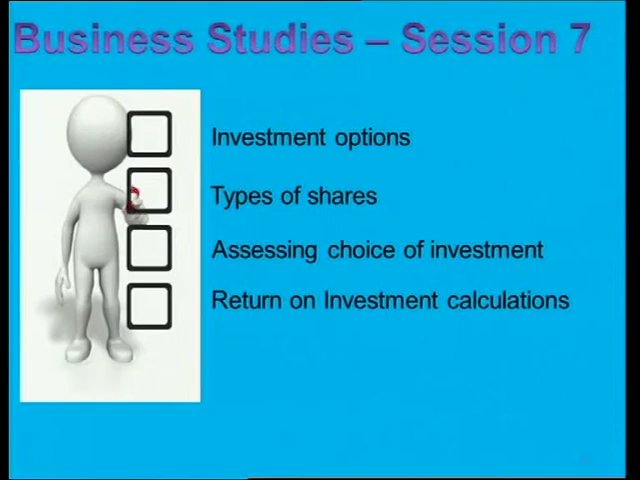 Business Studies – Session 7
Investment options
Types of shares
Assessing choice of investment
Return on Investment calculations